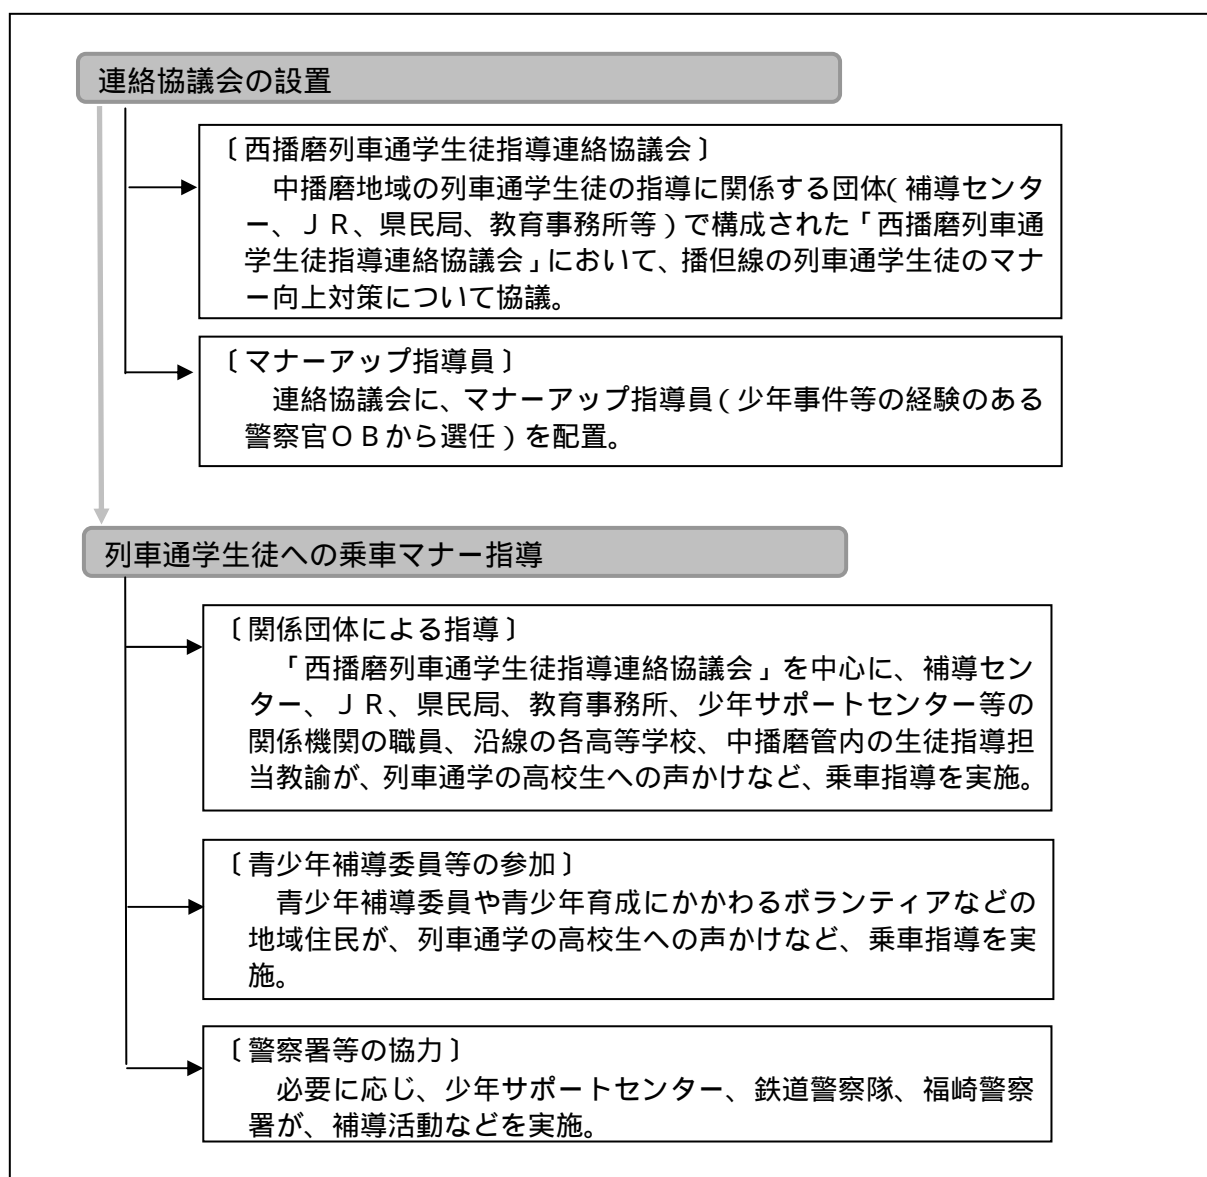 連絡協議会の設置
〔西播磨列車通学生徒指導連絡協議会〕
中播磨地域の列車通学生徒の指導に関係する団体(補導センタ
ー、ＪＲ、県民局、教育事務所等)で構成された「西播磨列車通
学生徒指導連絡協議会」において、播但線の列車通学生徒のマナ
ー向上対策について協議。
〔マナーアップ指導員〕
連絡協議会に、マナーアップ指導員(少年事件等の経験のある
警察官ＯＢから選任)を配置。
列車通学生徒への乗車マナー指導
〔関係団体による指導〕
「西播磨列車通学生徒指導連絡協議会」を中心に、補導セン
ター、ＪＲ、県民局、教育事務所、少年サポートセンター等の
関係機関の職員、沿線の各高等学校、中播磨管内の生徒指導担
当教諭が、列車通学の高校生への声かけなど、乗車指導を実施。
〔青少年補導委員等の参加〕
青少年補導委員や青少年育成にかかわるボランティアなどの
地域住民が、列車通学の高校生への声かけなど、乗車指導を実
施。
〔警察署等の協力〕
必要に応じ、少年サポートセンター、鉄道警察隊、福崎警察
署が、補導活動などを実施。